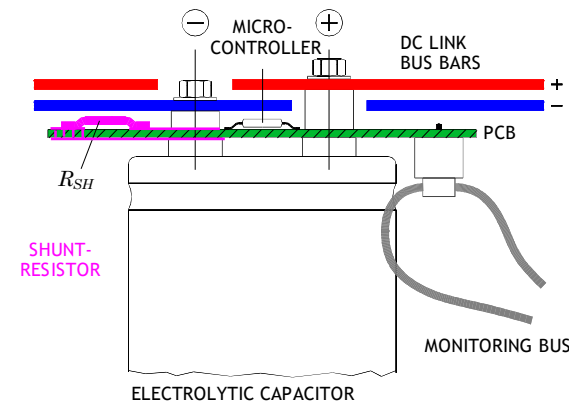 −
MICRO-
CONTROLLER
+
DC LINK
BUS BARS
+
−
PCB
R_SH
SHUNT-
RESISTOR
MONITORING BUS
ELECTROLYTIC CAPACITOR